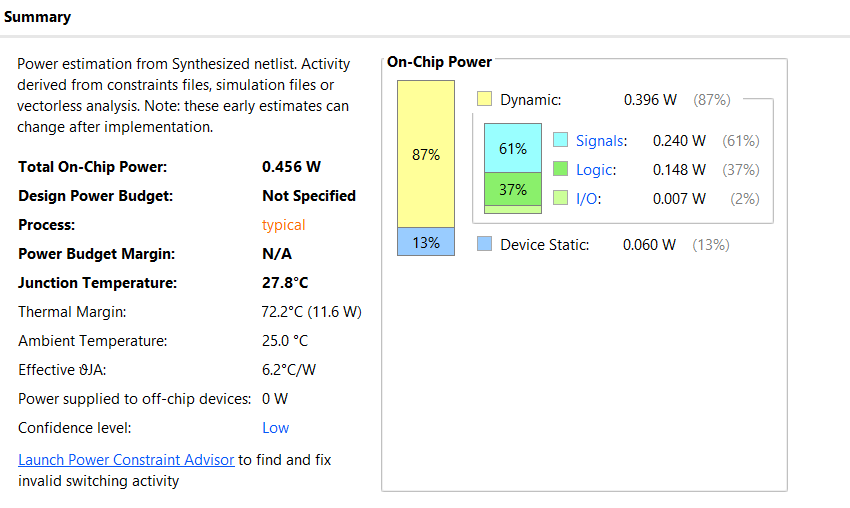 Summary
Power estimation from Synthesized netlist. Activity
derived from constraints files, simulation files or
vectorless analysis. Note: these early estimates can
change after implementation.
Total On-Chip Power: 0.456 W
Design Power Budget: Not Specified
Process: typical
Power Budget Margin: N/A
Junction Temperature: 27.8°C
Thermal Margin: 72.2°C (11.6 W)
Ambient Temperature: 25.0 °C
Effective ϑJA: 6.2°C/W
Power supplied to off-chip devices: 0 W
Confidence level: Low
Launch Power Constraint Advisor to find and fix
invalid switching activity
On-Chip Power
87%
13%
Dynamic: 0.396 W (87%)
61%
37%
Signals: 0.240 W (61%)
Logic: 0.148 W (37%)
I/O: 0.007 W (2%)
Device Static: 0.060 W (13%)